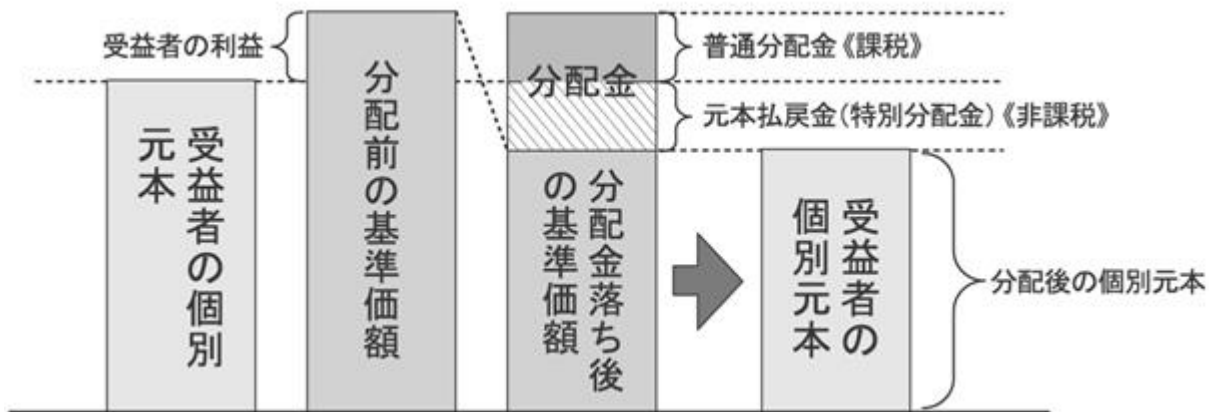 受益者の利益
受益者の個別
元本
分配前の基準価額
分配金
分配金落ち後
の基準価額
普通分配金《課税》
元本払戻金(特別分配金)《非課税》
受益者の
個別元本
分配後の個別元本